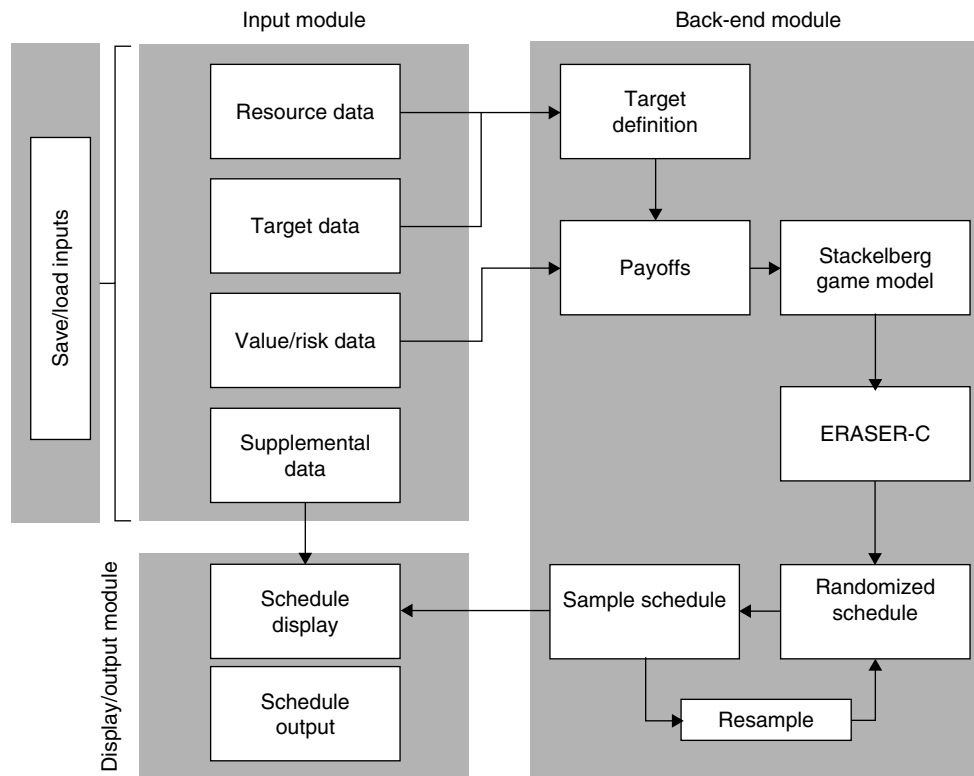 Input module
Back-end module
Save/load inputs
Resource data
Target data
Value/risk data
Supplemental
data
Target
definition
Payoffs
Stackelberg
game model
ERASER-C
Randomized
schedule
Sample schedule
Resample
Display/output module
Schedule
display
Schedule
output